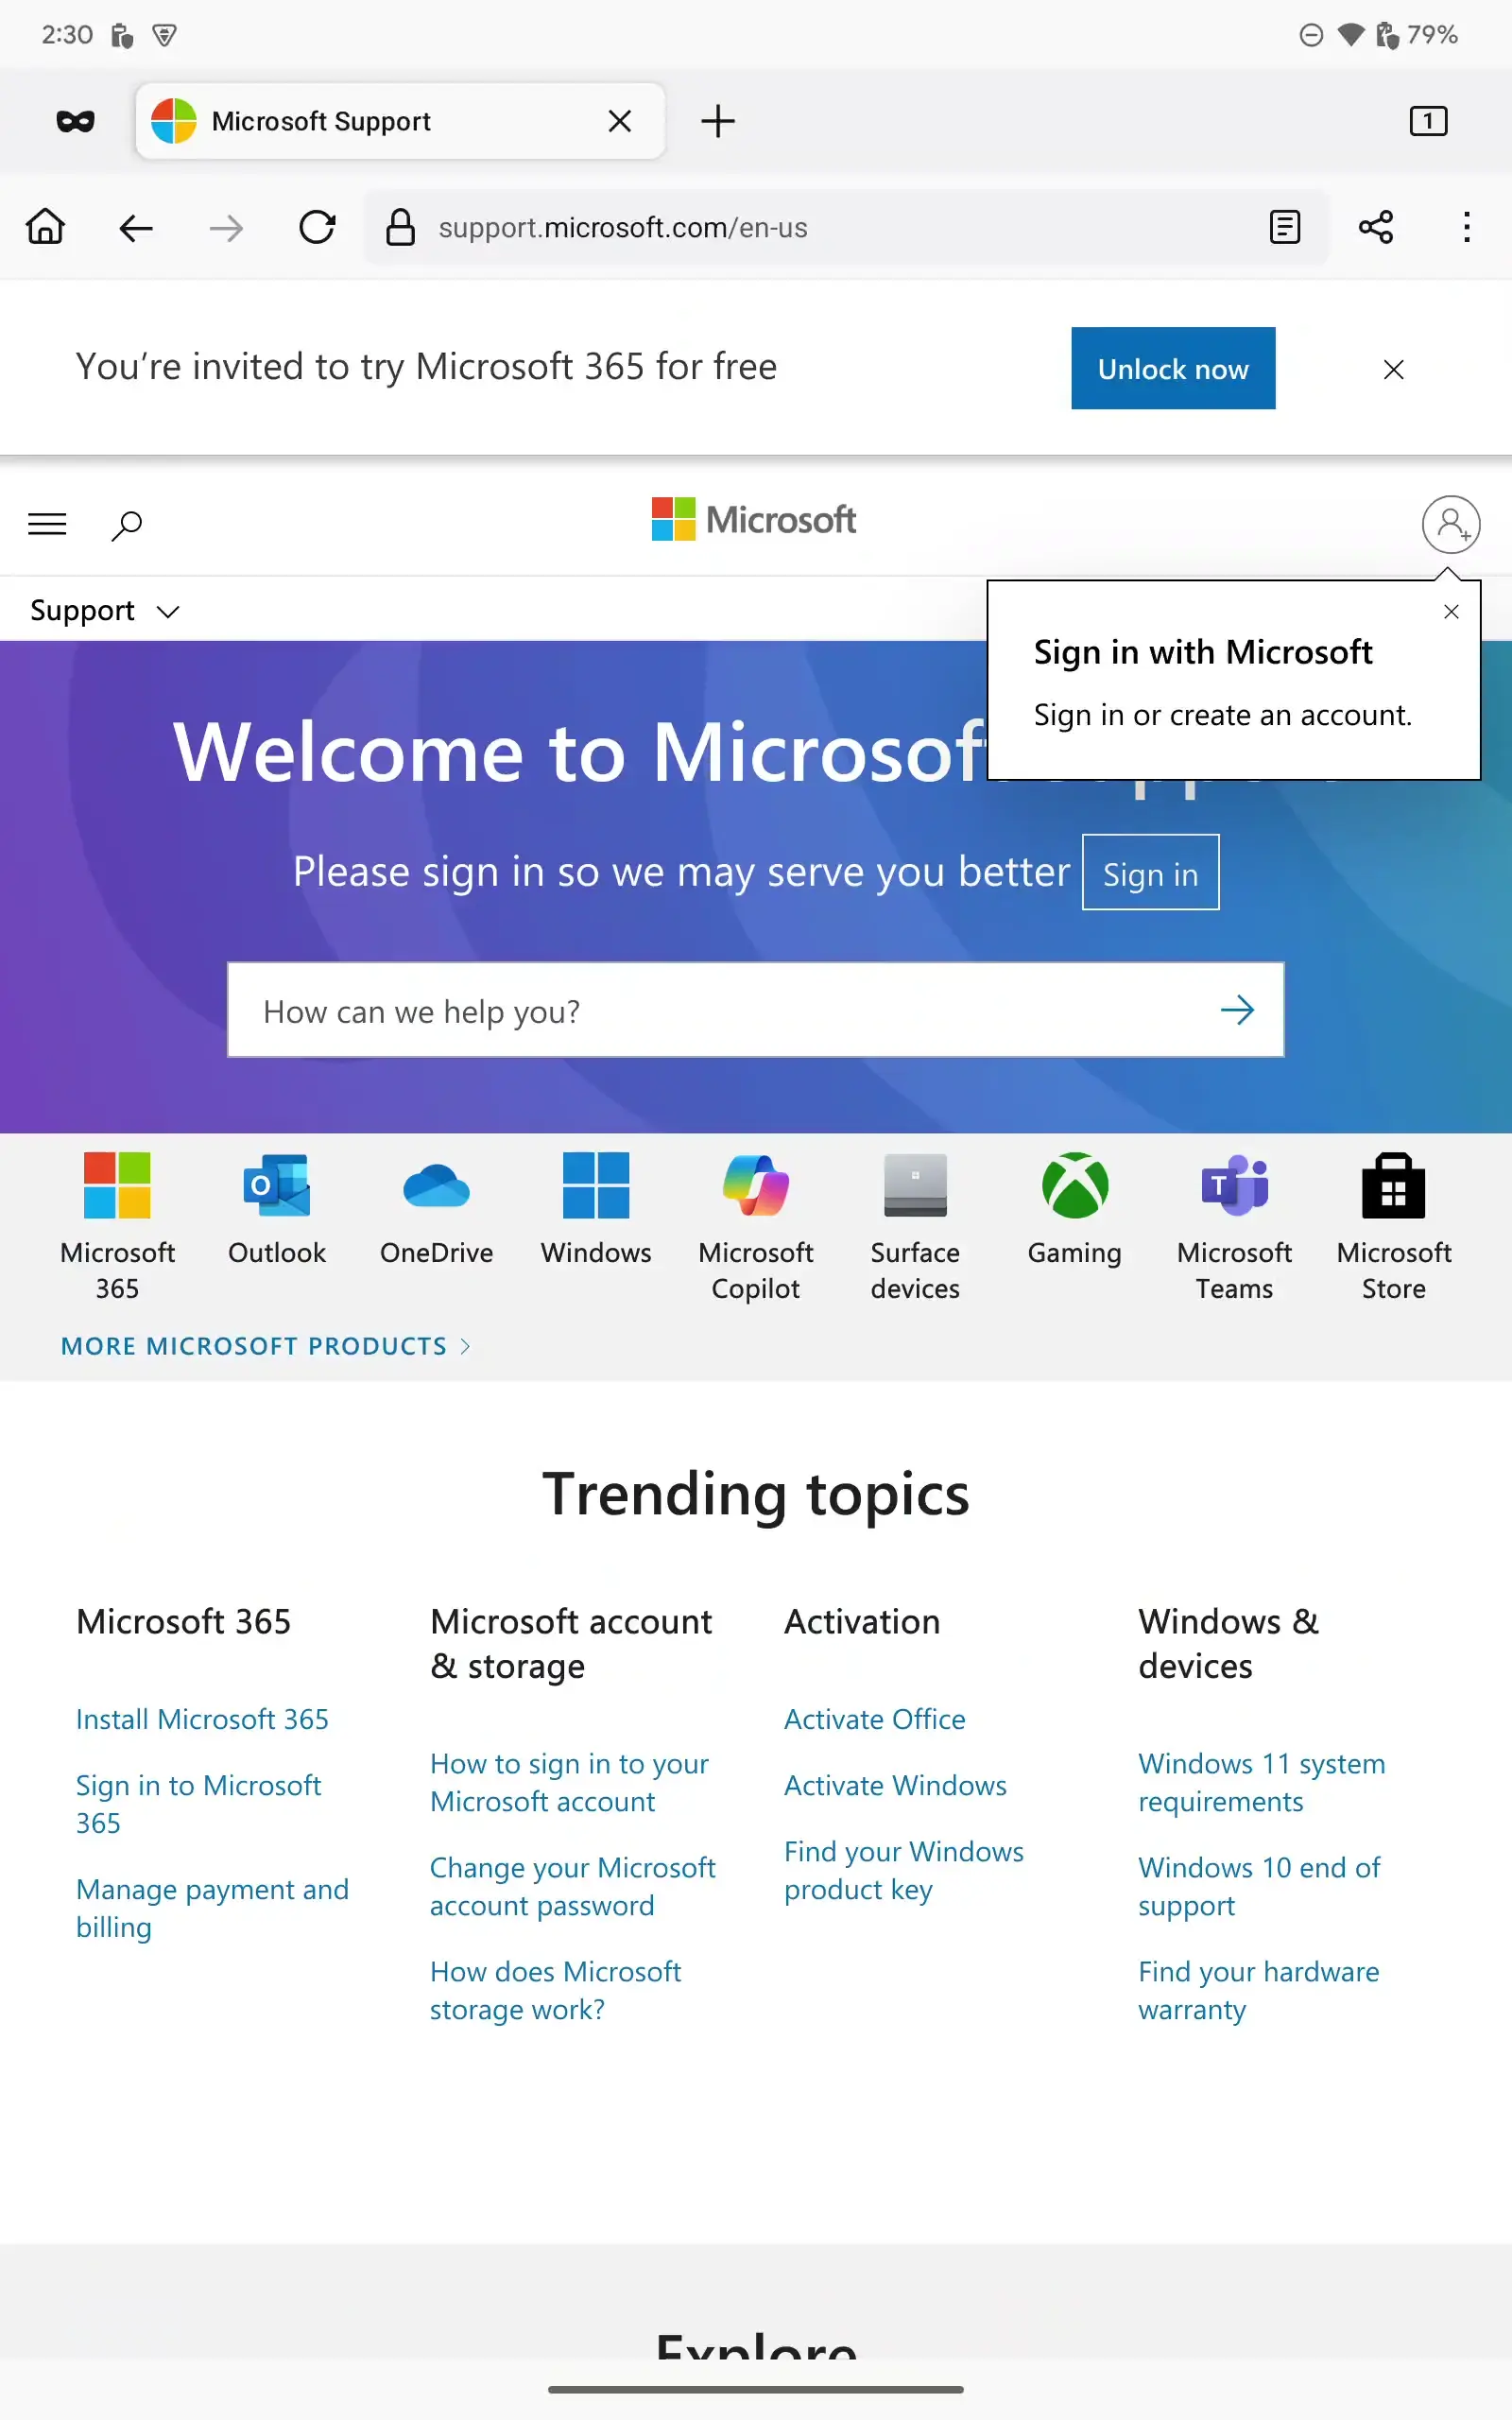 2:30
79%
Microsoft Support
1
support.microsoft.com/en-us
You’re invited to try Microsoft 365 for free
Unlock now
Microsoft
Support
Sign in with Microsoft
Sign in or create an account.
Welcome to Microsof
Please sign in so we may serve you better
Sign in
How can we help you?
Microsoft
365
Outlook
OneDrive
Windows
Microsoft
Copilot
Surface
devices
Gaming
Microsoft
Teams
Microsoft
Store
MORE MICROSOFT PRODUCTS
Trending topics
Microsoft 365
Install Microsoft 365
Sign in to Microsoft
365
Manage payment and
billing
Microsoft account
& storage
How to sign in to your
Microsoft account
Change your Microsoft
account password
How does Microsoft
storage work?
Activation
Activate Office
Activate Windows
Find your Windows
product key
Windows &
devices
Windows 11 system
requirements
Windows 10 end of
support
Find your hardware
warranty
Explore